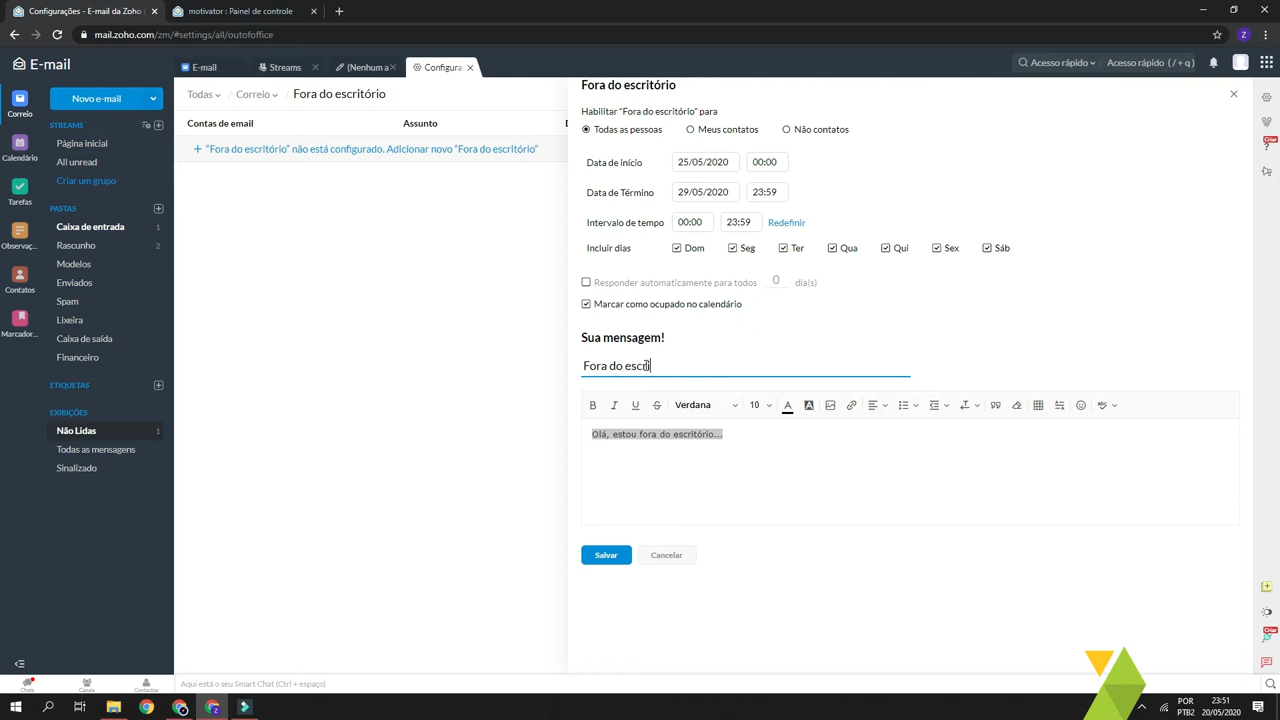 Configurações – E-mail da Zoho
motivator : Painel de controle
mail.zoho.com/zm/#settings/all/outofoffice
E-mail
E-mail
Streams
(Nenhum a
Configura
Acesso rápido
Acesso rápido ( / + q )
Correio
Calendário
Tarefas
Observaç...
Contatos
Marcador...
Novo e-mail
STREAMS
Página inicial
All unread
Criar um grupo
PASTAS
Caixa de entrada 1
Rascunho 2
Modelos
Enviados
Spam
Lixeira
Caixa de saída
Financeiro
ETIQUETAS
EXIBIÇÕES
Não Lidas 1
Todas as mensagens
Sinalizado
Todas / Correio / Fora do escritório
Contas de email Assunto D
+ "Fora do escritório" não está configurado. Adicionar novo "Fora do escritório"
Fora do escritório
Habilitar "Fora do escritório" para
Todas as pessoas Meus contatos Não contatos
Data de início 25/05/2020 00:00
Data de Término 29/05/2020 23:59
Intervalo de tempo 00:00 23:59 Redefinir
Incluir dias Dom Seg Ter Qua Qui Sex Sáb
Responder automaticamente para todos 0 dia(s)
Marcar como ocupado no calendário
Sua mensagem!
Fora do escri
B I U S Verdana 10 A A
Olá, estou fora do escritório...
Salvar Cancelar
Criar
Criar
Chats
Canais
Contactos
Aqui está o seu Smart Chat (Ctrl + espaço)
POR
PTB2
23:51
20/05/2020